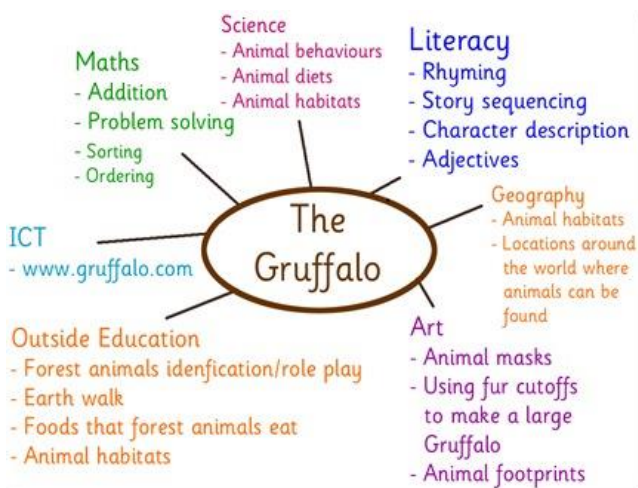 Science
- Animal behaviours
- Animal diets
- Animal habitats
Literacy
- Rhyming
- Story sequencing
- Character description
- Adjectives
Maths
- Addition
- Problem solving
- Sorting
- Ordering
The
Gruffalo
Geography
- Animal habitats
- Locations around
the world where
animals can be
found
ICT
- www.gruffalo.com
Outside Education
- Forest animals idenfication/role play
- Earth walk
- Foods that forest animals eat
- Animal habitats
Art
- Animal masks
- Using fur cutoffs
to make a large
Gruffalo
- Animal footprints